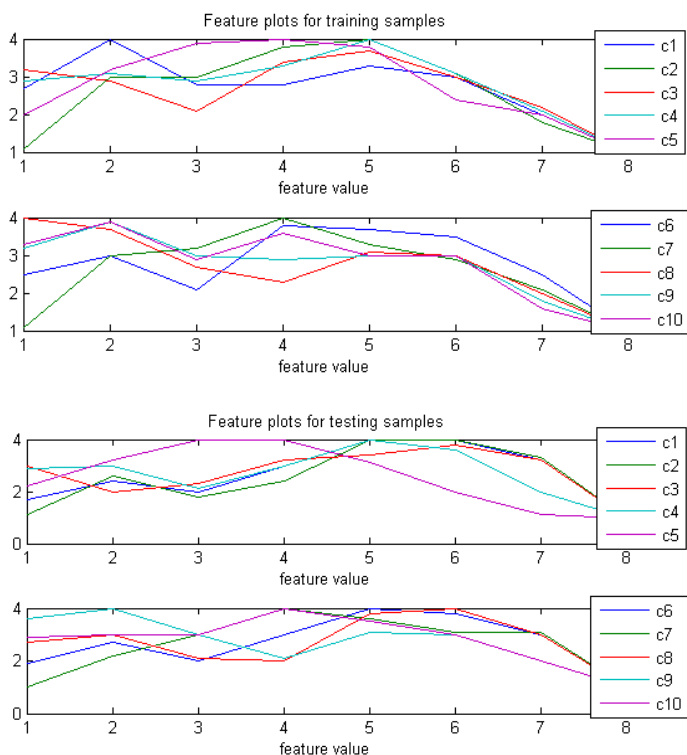 Feature plots for training samples
4
3
2
1
1 2 3 4 5 6 7 8
feature value
c1
c2
c3
c4
c5
4
3
2
1
1 2 3 4 5 6 7 8
feature value
c6
c7
c8
c9
c10
Feature plots for testing samples
4
2
0
1 2 3 4 5 6 7 8
feature value
c1
c2
c3
c4
c5
4
2
0
1 2 3 4 5 6 7 8
feature value
c6
c7
c8
c9
c10